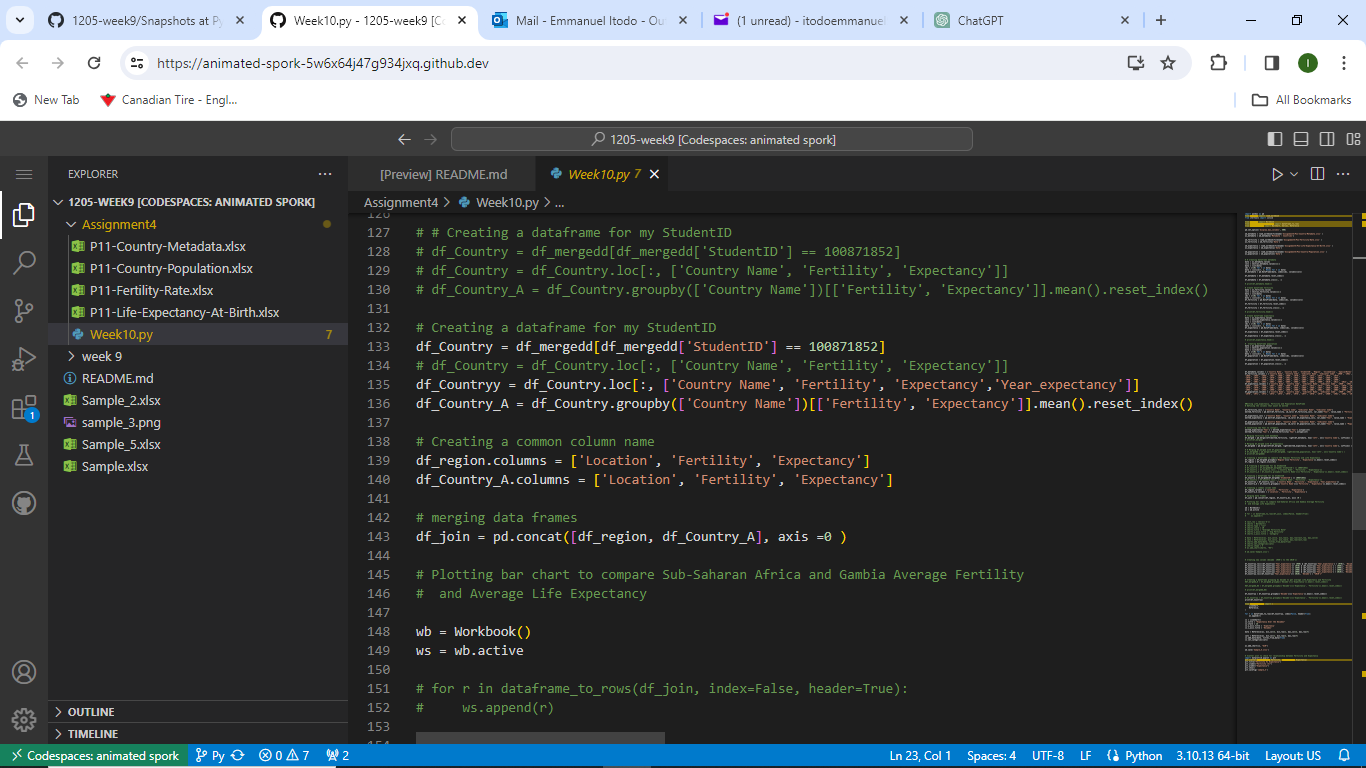 1205-week9/Snapshots at Py
Week10.py - 1205-week9 [Co
Mail - Emmanuel Itodo - Ou
(1 unread) - itodoemmanuel
ChatGPT
https://animated-spork-5w6x64j47g934jxq.github.dev
I
New Tab
Canadian Tire - Engl...
All Bookmarks
1205-week9 [Codespaces: animated spork]
EXPLORER
1205-WEEK9 [CODESPACES: ANIMATED SPORK]
Assignment4
P11-Country-Metadata.xlsx
P11-Country-Population.xlsx
P11-Fertility-Rate.xlsx
P11-Life-Expectancy-At-Birth.xlsx
Week10.py 7
week 9
README.md
Sample_2.xlsx
sample_3.png
Sample_5.xlsx
Sample.xlsx
1
OUTLINE
TIMELINE
[Preview] README.md
Week10.py 7
Assignment4 > Week10.py > ...
126
127 # # Creating a dataframe for my StudentID
128 # df_Country = df_mergedd[df_mergedd['StudentID'] == 100871852]
129 # df_Country = df_Country.loc[:, ['Country Name', 'Fertility', 'Expectancy']]
130 # df_Country_A = df_Country.groupby(['Country Name'])[['Fertility', 'Expectancy']].mean().reset_index()
131
132 # Creating a dataframe for my StudentID
133 df_Country = df_mergedd[df_mergedd['StudentID'] == 100871852]
134 # df_Country = df_Country.loc[:, ['Country Name', 'Fertility', 'Expectancy']]
135 df_Countryy = df_Country.loc[:, ['Country Name', 'Fertility', 'Expectancy','Year_expectancy']]
136 df_Country_A = df_Country.groupby(['Country Name'])[['Fertility', 'Expectancy']].mean().reset_index()
137
138 # Creating a common column name
139 df_region.columns = ['Location', 'Fertility', 'Expectancy']
140 df_Country_A.columns = ['Location', 'Fertility', 'Expectancy']
141
142 # merging data frames
143 df_join = pd.concat([df_region, df_Country_A], axis =0 )
144
145 # Plotting bar chart to compare Sub-Saharan Africa and Gambia Average Fertility
146 #  and Average Life Expectancy
147
148 wb = Workbook()
149 ws = wb.active
150
151 # for r in dataframe_to_rows(df_join, index=False, header=True):
152 #     ws.append(r)
153
Codespaces: animated spork
Py
0 7
2
Ln 23, Col 1
Spaces: 4
UTF-8
LF
Python
3.10.13 64-bit
Layout: US